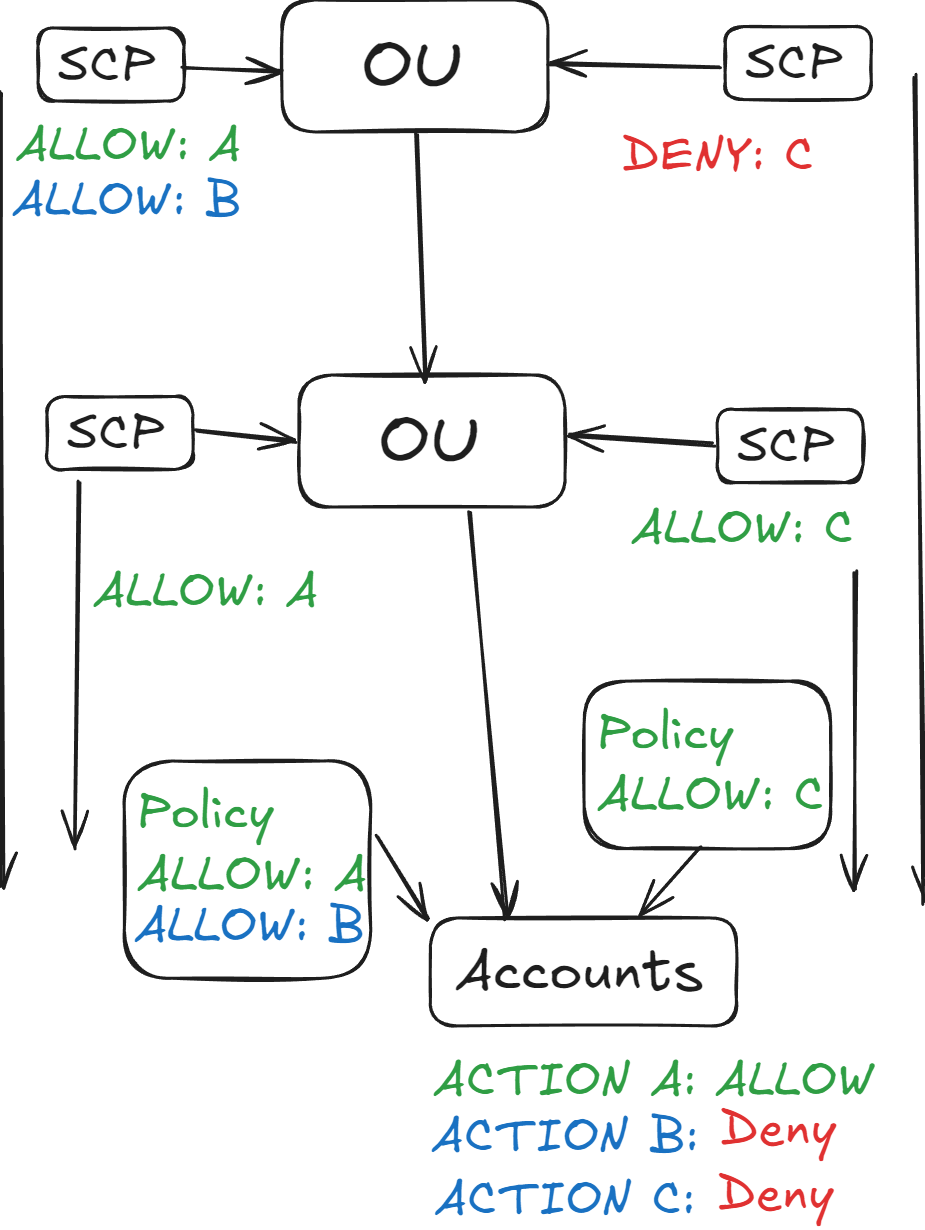 SCP
OU
SCP
ALLOW: A
ALLOW: B
DENY: C
SCP
OU
SCP
ALLOW: C
ALLOW: A
Policy
ALLOW: C
Policy
ALLOW: A
ALLOW: B
Accounts
ACTION A: ALLOW
ACTION B: Deny
ACTION C: Deny